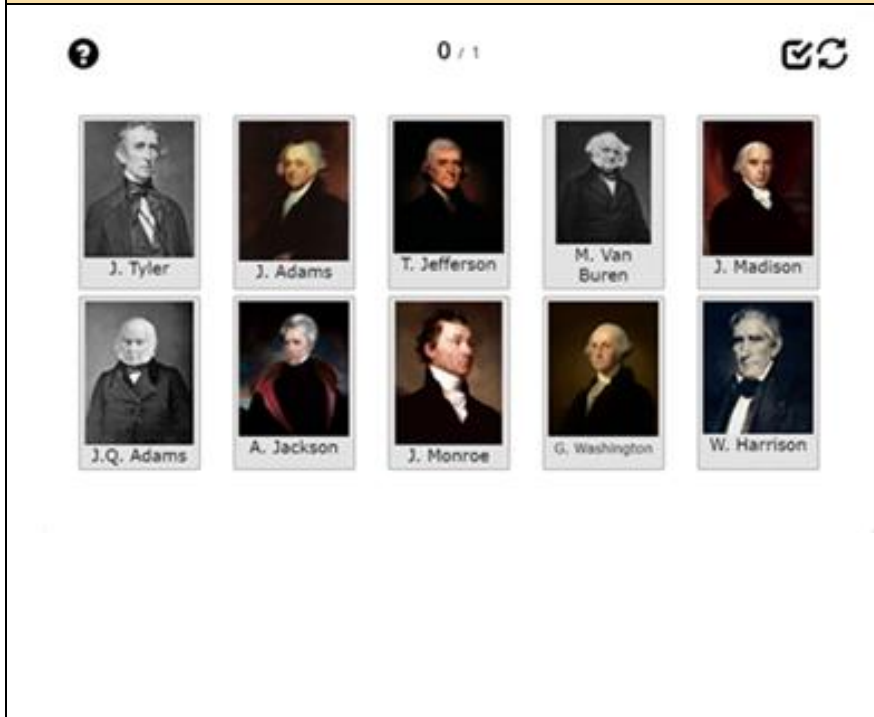 ?
0 / 1
J. Tyler
J. Adams
T. Jefferson
M. Van
Buren
J. Madison
J.Q. Adams
A. Jackson
J. Monroe
G. Washington
W. Harrison